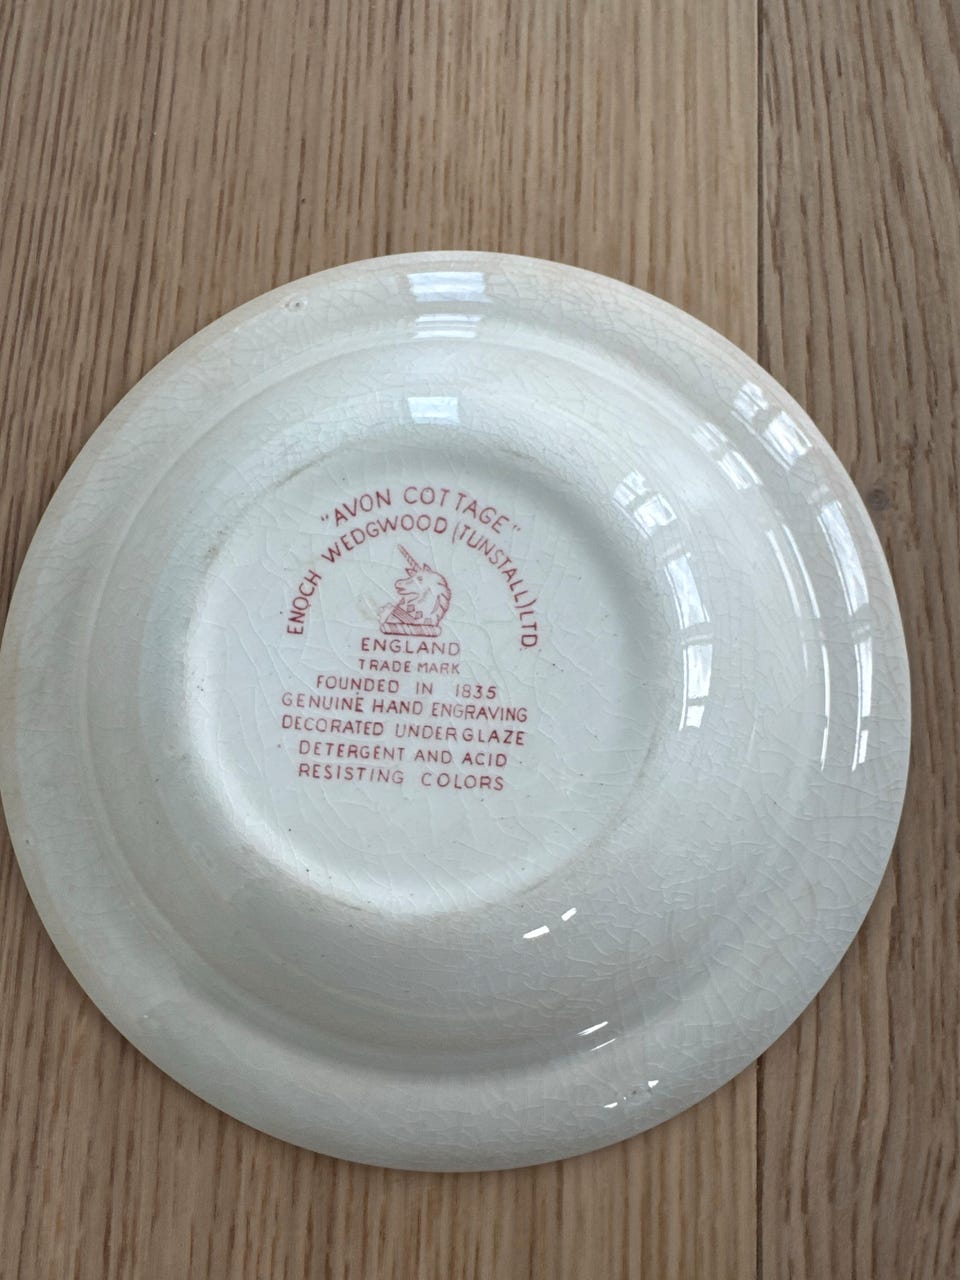 "AVON COTTAGE"
ENOCH WEDGWOOD (TUNSTALL) LTD.
ENGLAND
TRADE MARK
FOUNDED IN 1835
GENUINE HAND ENGRAVING
DECORATED UNDERGLAZE
DETERGENT AND ACID
RESISTING COLORS